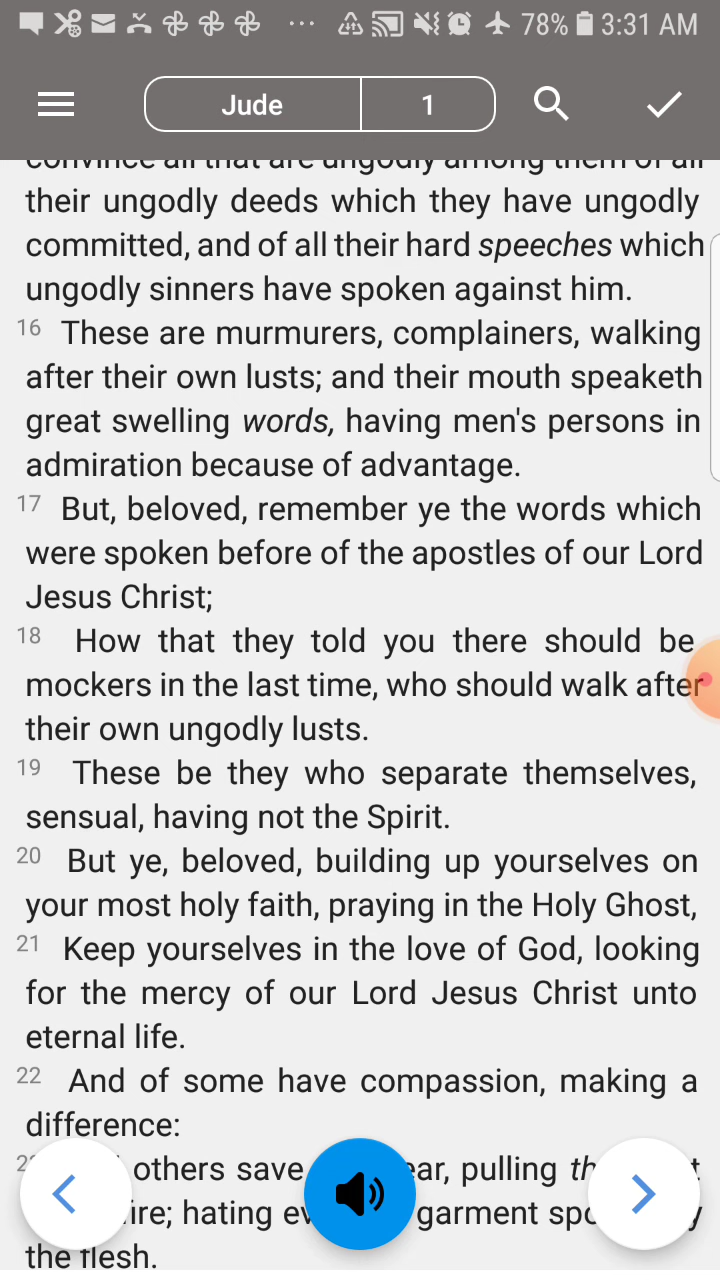 78% 3:31 AM
Jude 1
their ungodly deeds which they have ungodly
committed, and of all their hard speeches which
ungodly sinners have spoken against him.
16 These are murmurers, complainers, walking
after their own lusts; and their mouth speaketh
great swelling words, having men's persons in
admiration because of advantage.
17 But, beloved, remember ye the words which
were spoken before of the apostles of our Lord
Jesus Christ;
18 How that they told you there should be
mockers in the last time, who should walk after
their own ungodly lusts.
19 These be they who separate themselves,
sensual, having not the Spirit.
20 But ye, beloved, building up yourselves on
your most holy faith, praying in the Holy Ghost,
21 Keep yourselves in the love of God, looking
for the mercy of our Lord Jesus Christ unto
eternal life.
22 And of some have compassion, making a
difference:
others save pulling
hating garment
the flesh.